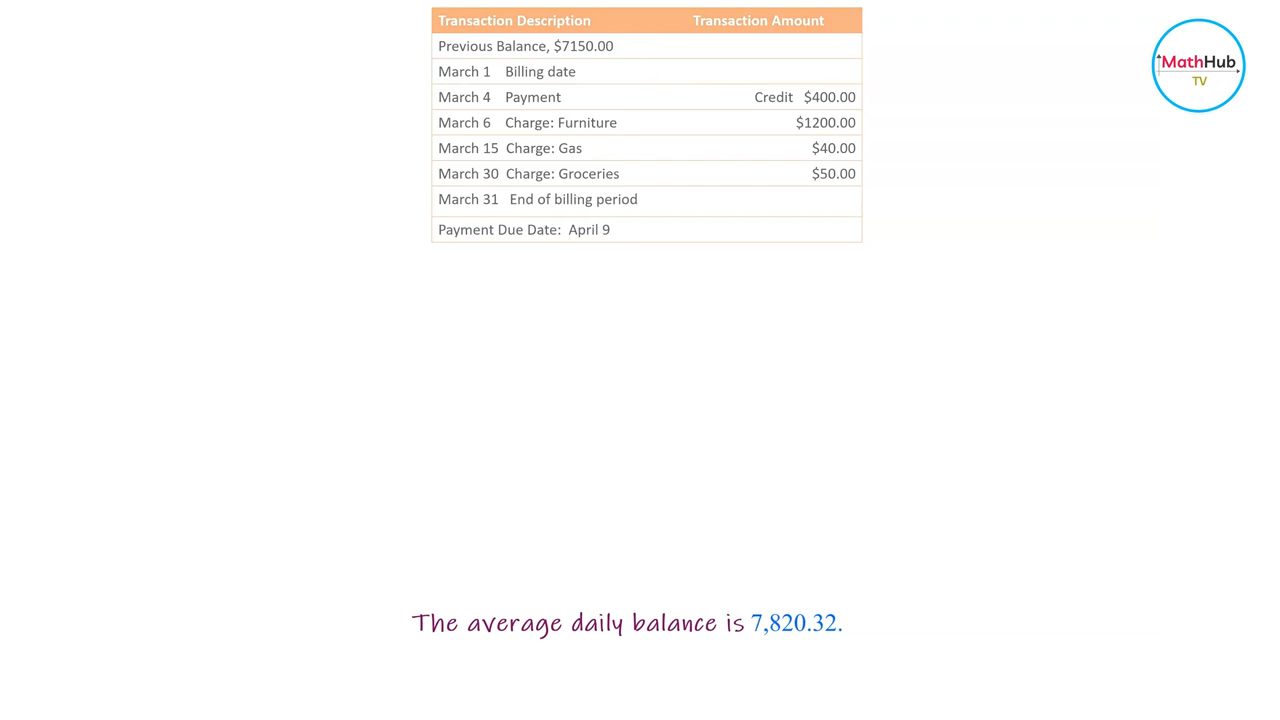 Transaction Description Transaction Amount
Previous Balance, $7150.00
March 1 Billing date
March 4 Payment Credit $400.00
March 6 Charge: Furniture $1200.00
March 15 Charge: Gas $40.00
March 30 Charge: Groceries $50.00
March 31 End of billing period
Payment Due Date: April 9
MathHub
TV
The average daily balance is 7,820.32.